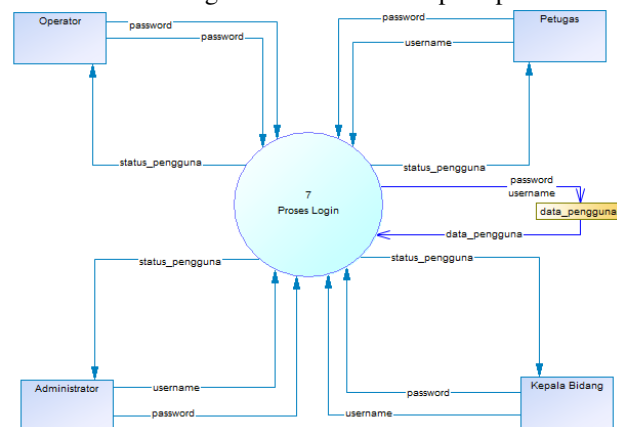 Operator
password
password
password
Petugas
username
status_pengguna
status_pengguna
7
Proses Login
password
username
data_pengguna
data_pengguna
status_pengguna
status_pengguna
Administrator
username
password
password
username
Kepala Bidang